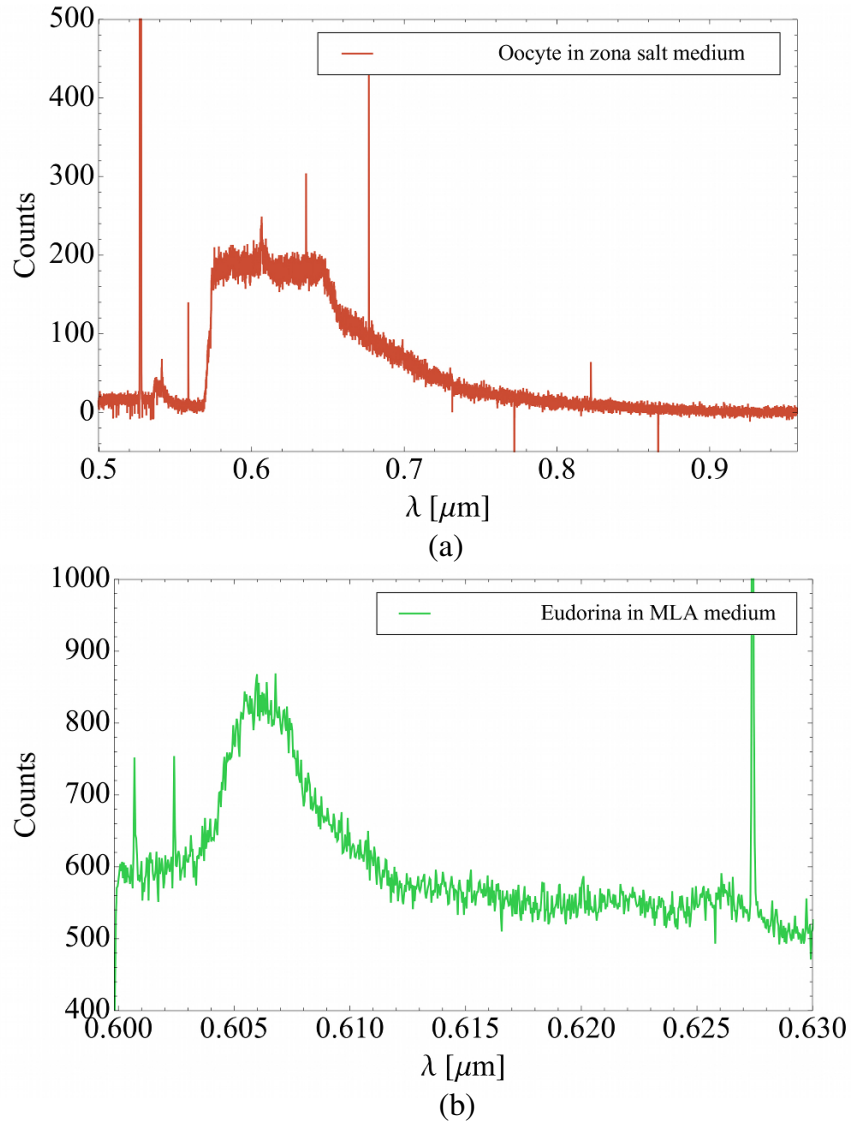 500
400
300
200
100
0
Counts
Oocyte in zona salt medium
0.5 0.6 0.7 0.8 0.9
λ [μm]
(a)
1000
900
800
700
600
500
400
Counts
Eudorina in MLA medium
0.600 0.605 0.610 0.615 0.620 0.625 0.630
λ [μm]
(b)